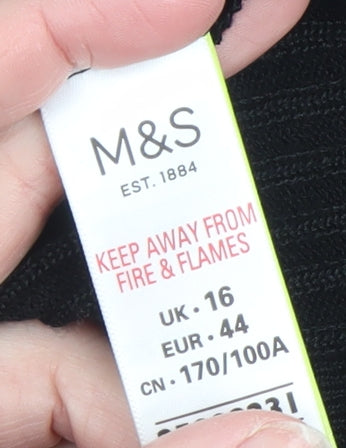 M&S
EST. 1884
KEEP AWAY FROM
FIRE & FLAMES
UK · 16
EUR · 44
CN · 170/100A